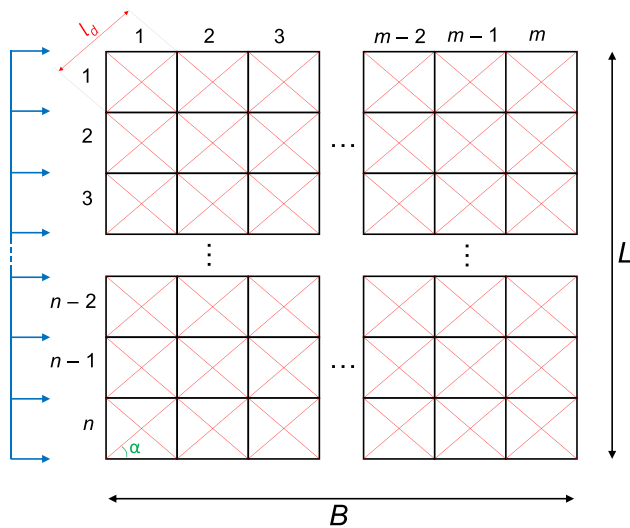 l_d
1 2 3 m – 2 m – 1 m
1
2
3
...
⋮ ⋮
L
n – 2
n – 1
...
n
α
B